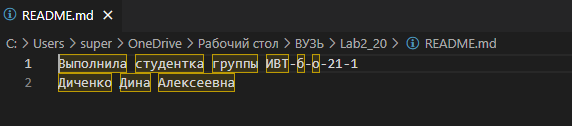 README.md
C: > Users > super > OneDrive > Рабочий стол > ВУЗЬ > Lab2_20 > README.md
1 Выполнила студентка группы ИВТ-б-о-21-1
2 Диченко Дина Алексеевна